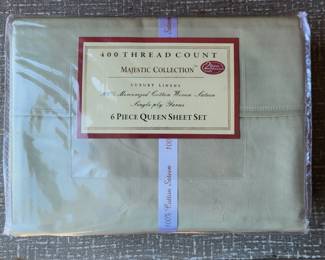 400 THREAD COUNT
MAJESTIC COLLECTION
LUXURY LINENS
100% Mercerized Cotton Woven Sateen
Single ply Yarns
6 PIECE QUEEN SHEET SET
100% Cotton Sateen
100%